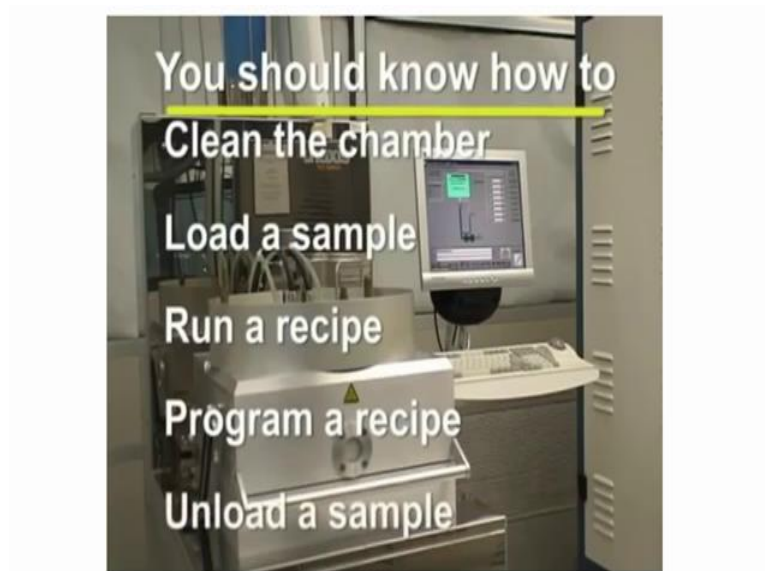 You should know how to
Clean the chamber
Load a sample
Run a recipe
Program a recipe
Unload a sample